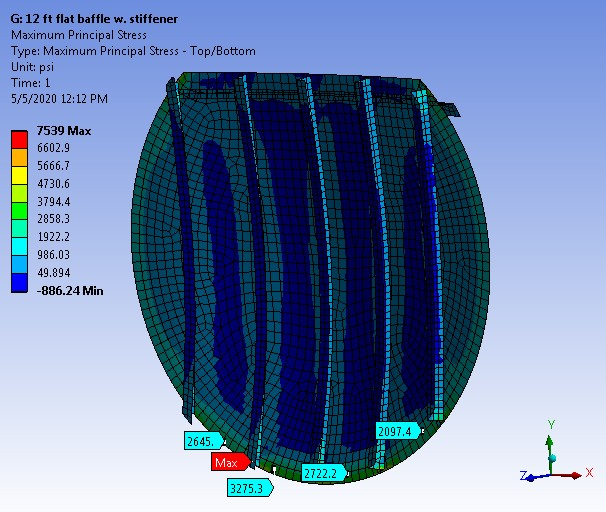 G: 12 ft flat baffle w. stiffener
Maximum Principal Stress
Type: Maximum Principal Stress - Top/Bottom
Unit: psi
Time: 1
5/5/2020 12:12 PM
7539 Max
6602.9
5666.7
4730.6
3794.4
2858.3
1922.2
986.03
49.894
-886.24 Min
2097.4
2645.
Max
2722.2
3275.3
Y
Z
X